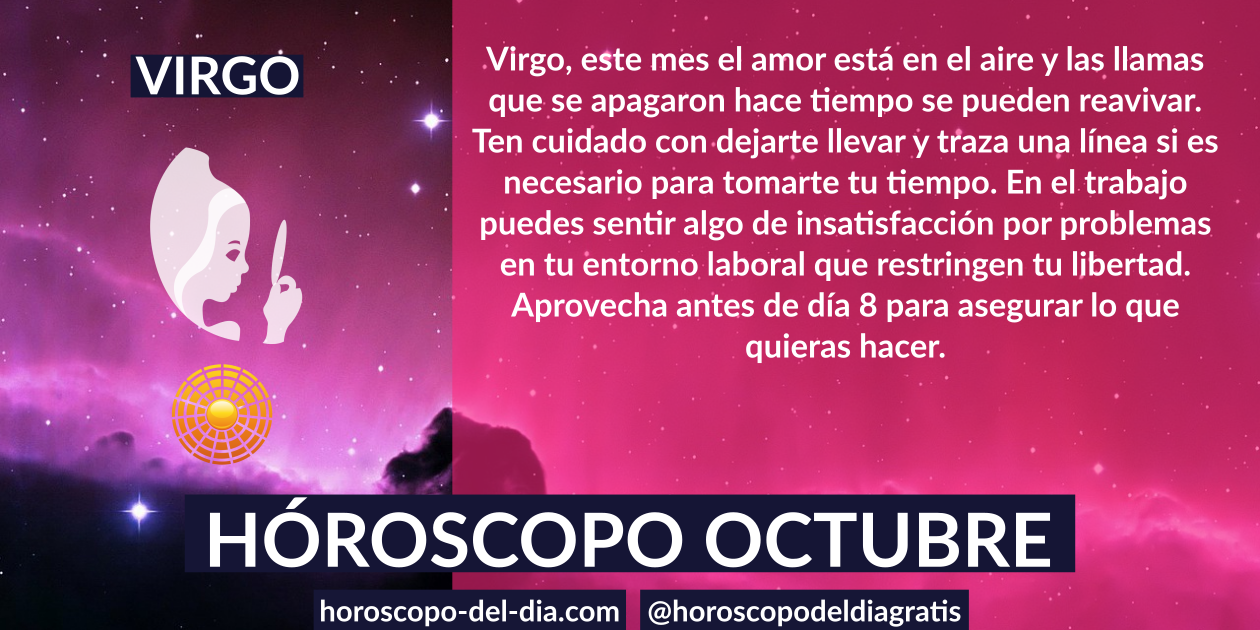 VIRGO
Virgo, este mes el amor está en el aire y las llamas
que se apagaron hace tiempo se pueden reavivar.
Ten cuidado con dejarte llevar y traza una línea si es
necesario para tomarte tu tiempo. En el trabajo
puedes sentir algo de insatisfacción por problemas
en tu entorno laboral que restringen tu libertad.
Aprovecha antes de día 8 para asegurar lo que
quieras hacer.
HÓROSCOPO OCTUBRE
horoscopo-del-dia.com
@horoscopodeldiagratis